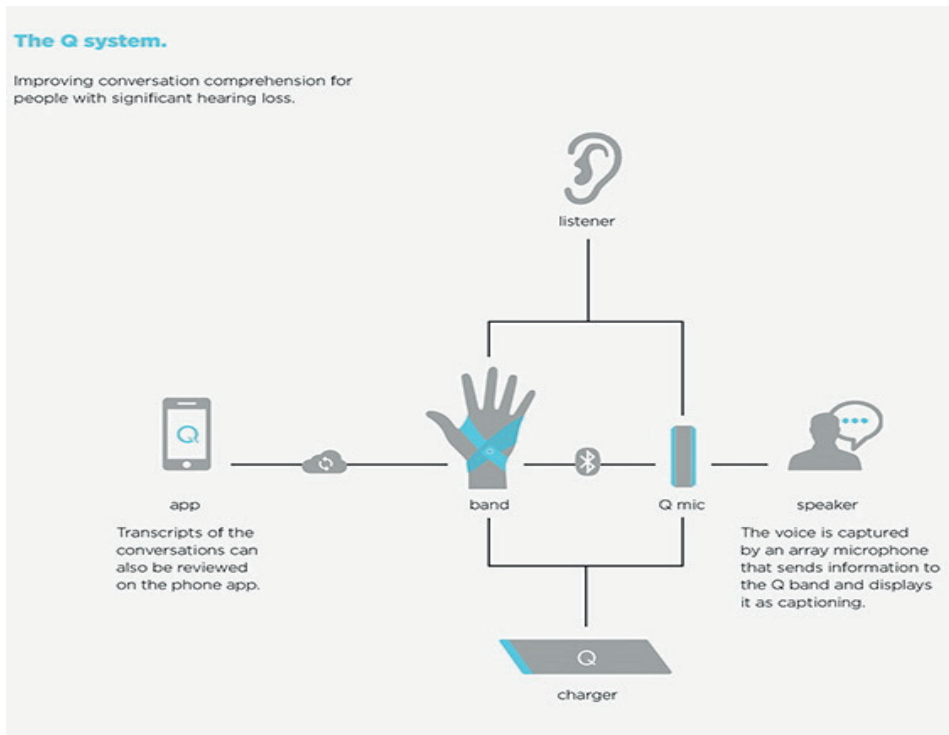 The Q system.
Improving conversation comprehension for
people with significant hearing loss.
listener
Q
app
band
Q mic
speaker
Transcripts of the
conversations can
also be reviewed
on the phone app.
The voice is captured
by an array microphone
that sends information to
the Q band and displays
it as captioning.
Q
charger